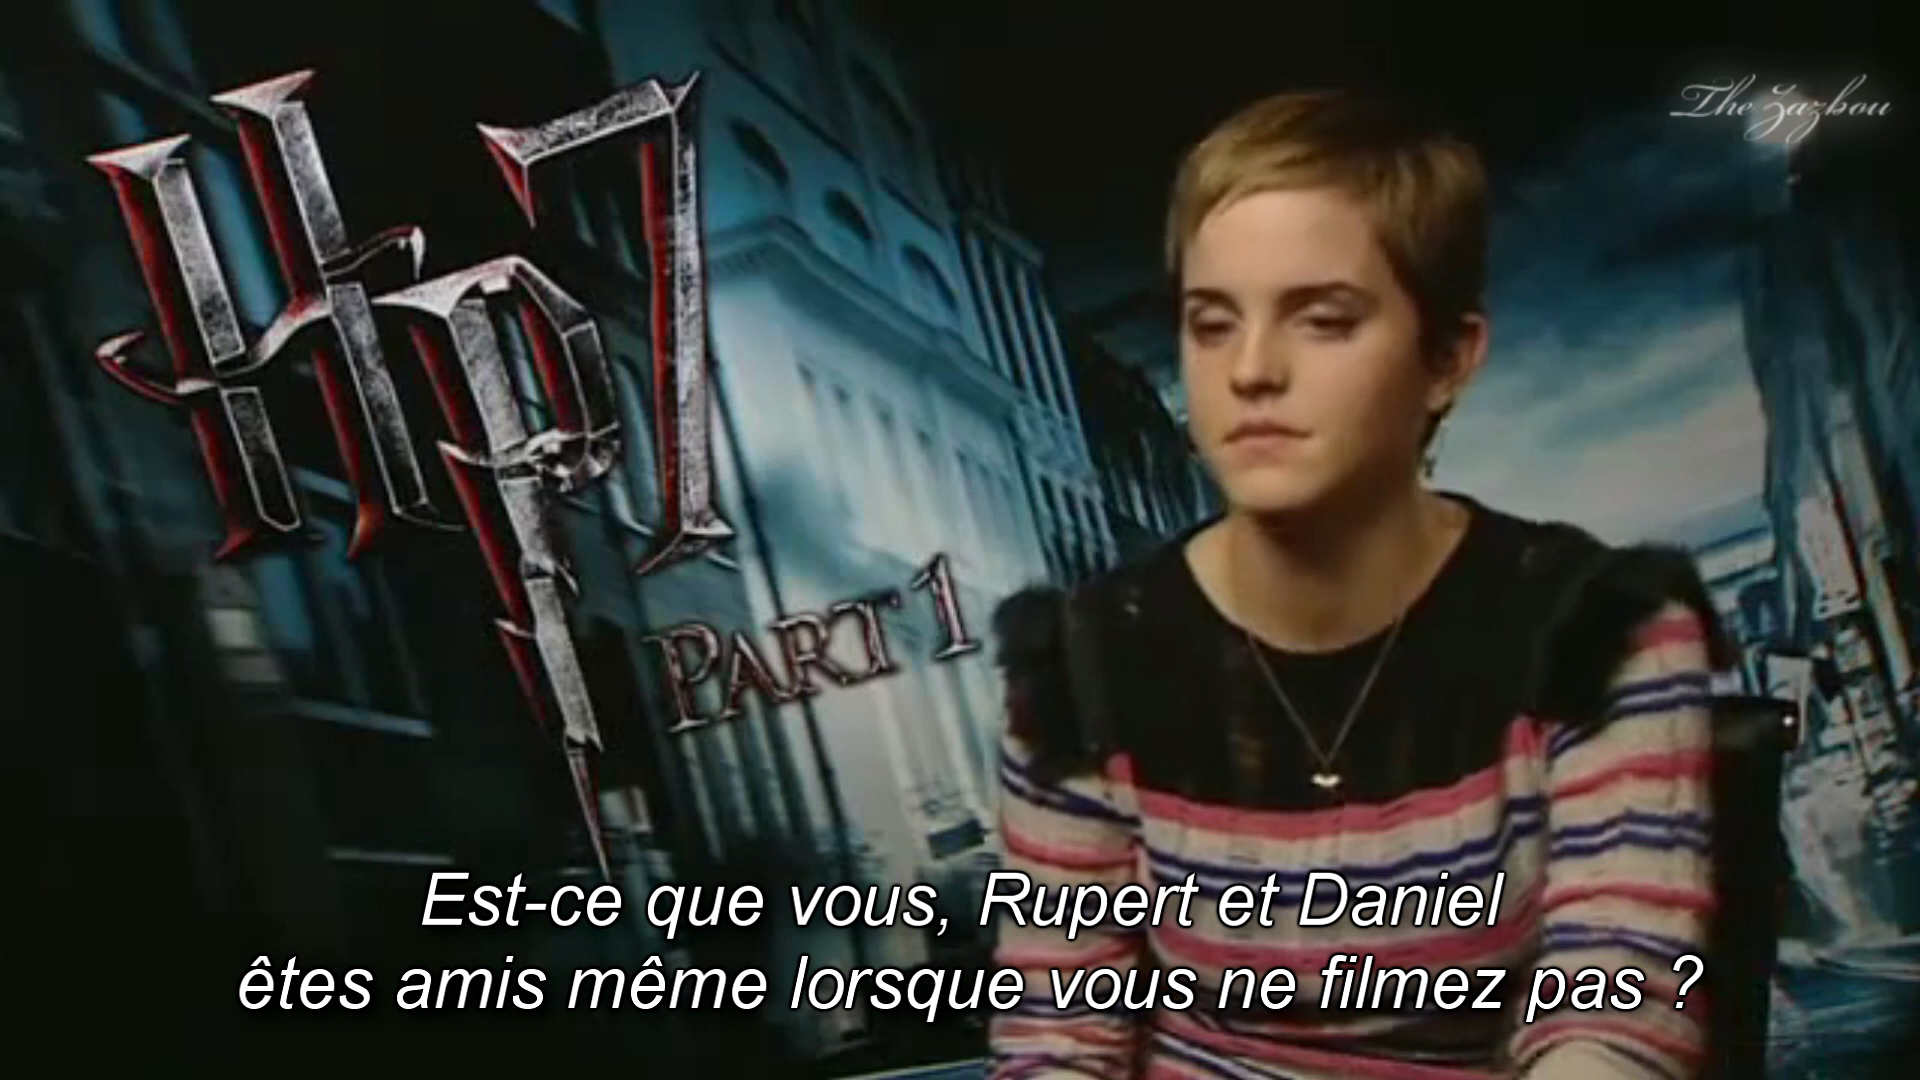 The Zazbou
Hp7
PART 1
Est-ce que vous, Rupert et Daniel
êtes amis même lorsque vous ne filmez pas ?